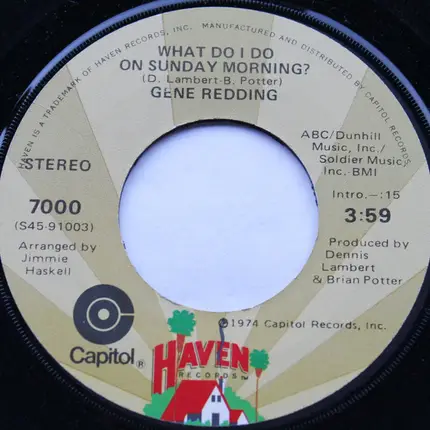 HAVEN IS A TRADEMARK OF HAVEN RECORDS, INC. MANUFACTURED AND DISTRIBUTED BY CAPITOL RECORDS, INC.
WHAT DO I DO
ON SUNDAY MORNING?
(D. Lambert-B. Potter)
GENE REDDING
STEREO
7000
(S45-91003)
Arranged by
Jimmie
Haskell
ABC/Dunhill
Music, Inc./
Soldier Music,
Inc.-BMI
Intro.-:15
3:59
Produced by
Dennis
Lambert
& Brian Potter
©1974 Capitol Records, Inc.
Capitol®
HAVEN
RECORDS™